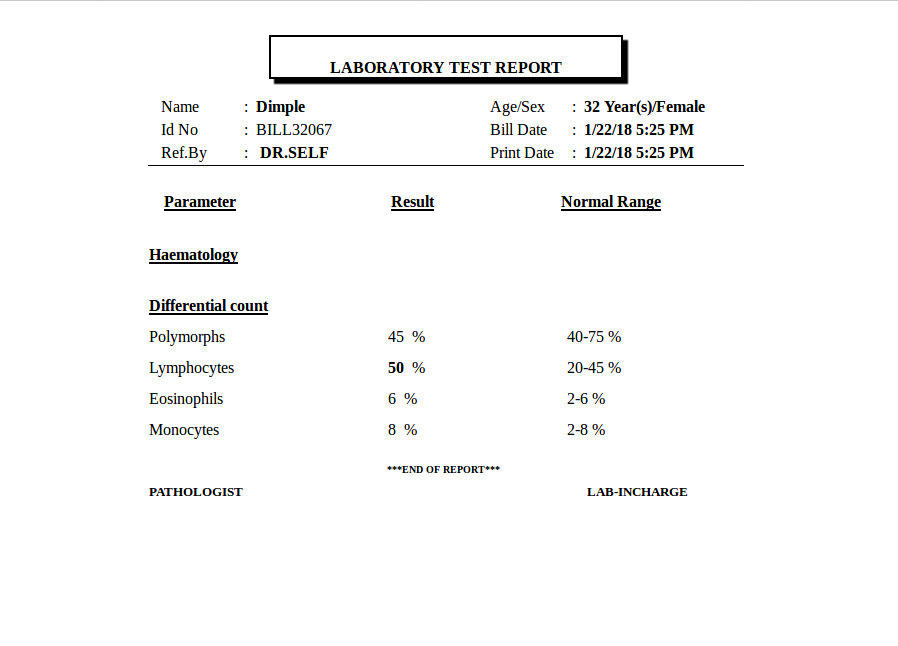 LABORATORY TEST REPORT
Name : Dimple Age/Sex : 32 Year(s)/Female
Id No : BILL32067 Bill Date : 1/22/18 5:25 PM
Ref.By : DR.SELF Print Date : 1/22/18 5:25 PM
Parameter Result Normal Range
Haematology
Differential count
Polymorphs 45 % 40-75 %
Lymphocytes 50 % 20-45 %
Eosinophils 6 % 2-6 %
Monocytes 8 % 2-8 %
***END OF REPORT***
PATHOLOGIST LAB-INCHARGE